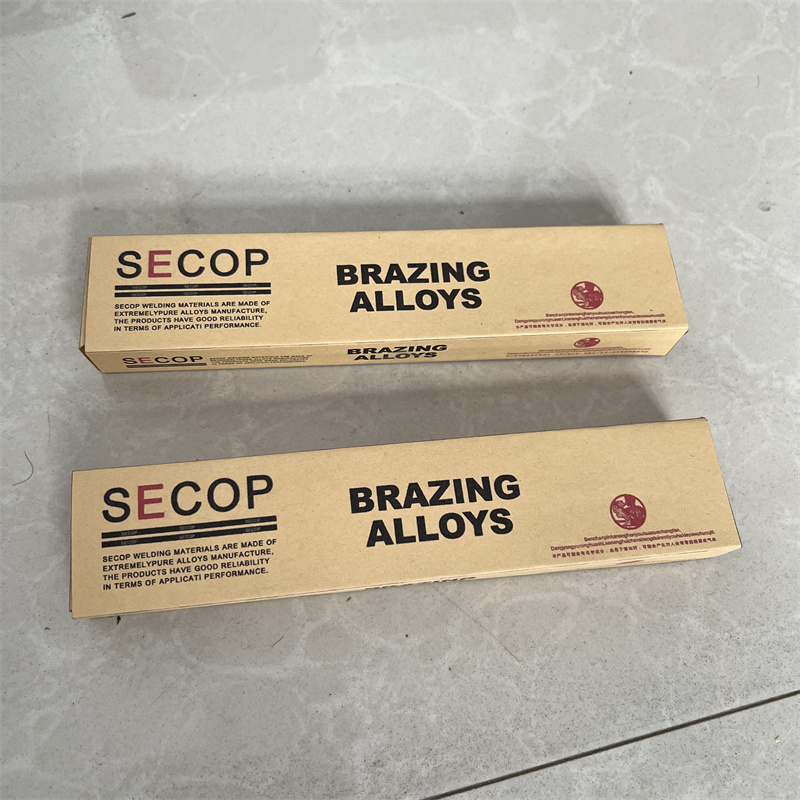 SECOP
SECOP WELDING MATERIALS ARE MADE OF
EXTREMELYPURE ALLOYS MANUFACTURE,
THE PRODUCTS HAVE GOOD RELIABILITY
IN TERMS OF APPLICATI PERFORMANCE.
BRAZING
ALLOYS
SECOP
BRAZING
ALLOYS
SECOP
SECOP WELDING MATERIALS ARE MADE OF
EXTREMELYPURE ALLOYS MANUFACTURE,
THE PRODUCTS HAVE GOOD RELIABILITY
IN TERMS OF APPLICATI PERFORMANCE.
BRAZING
ALLOYS